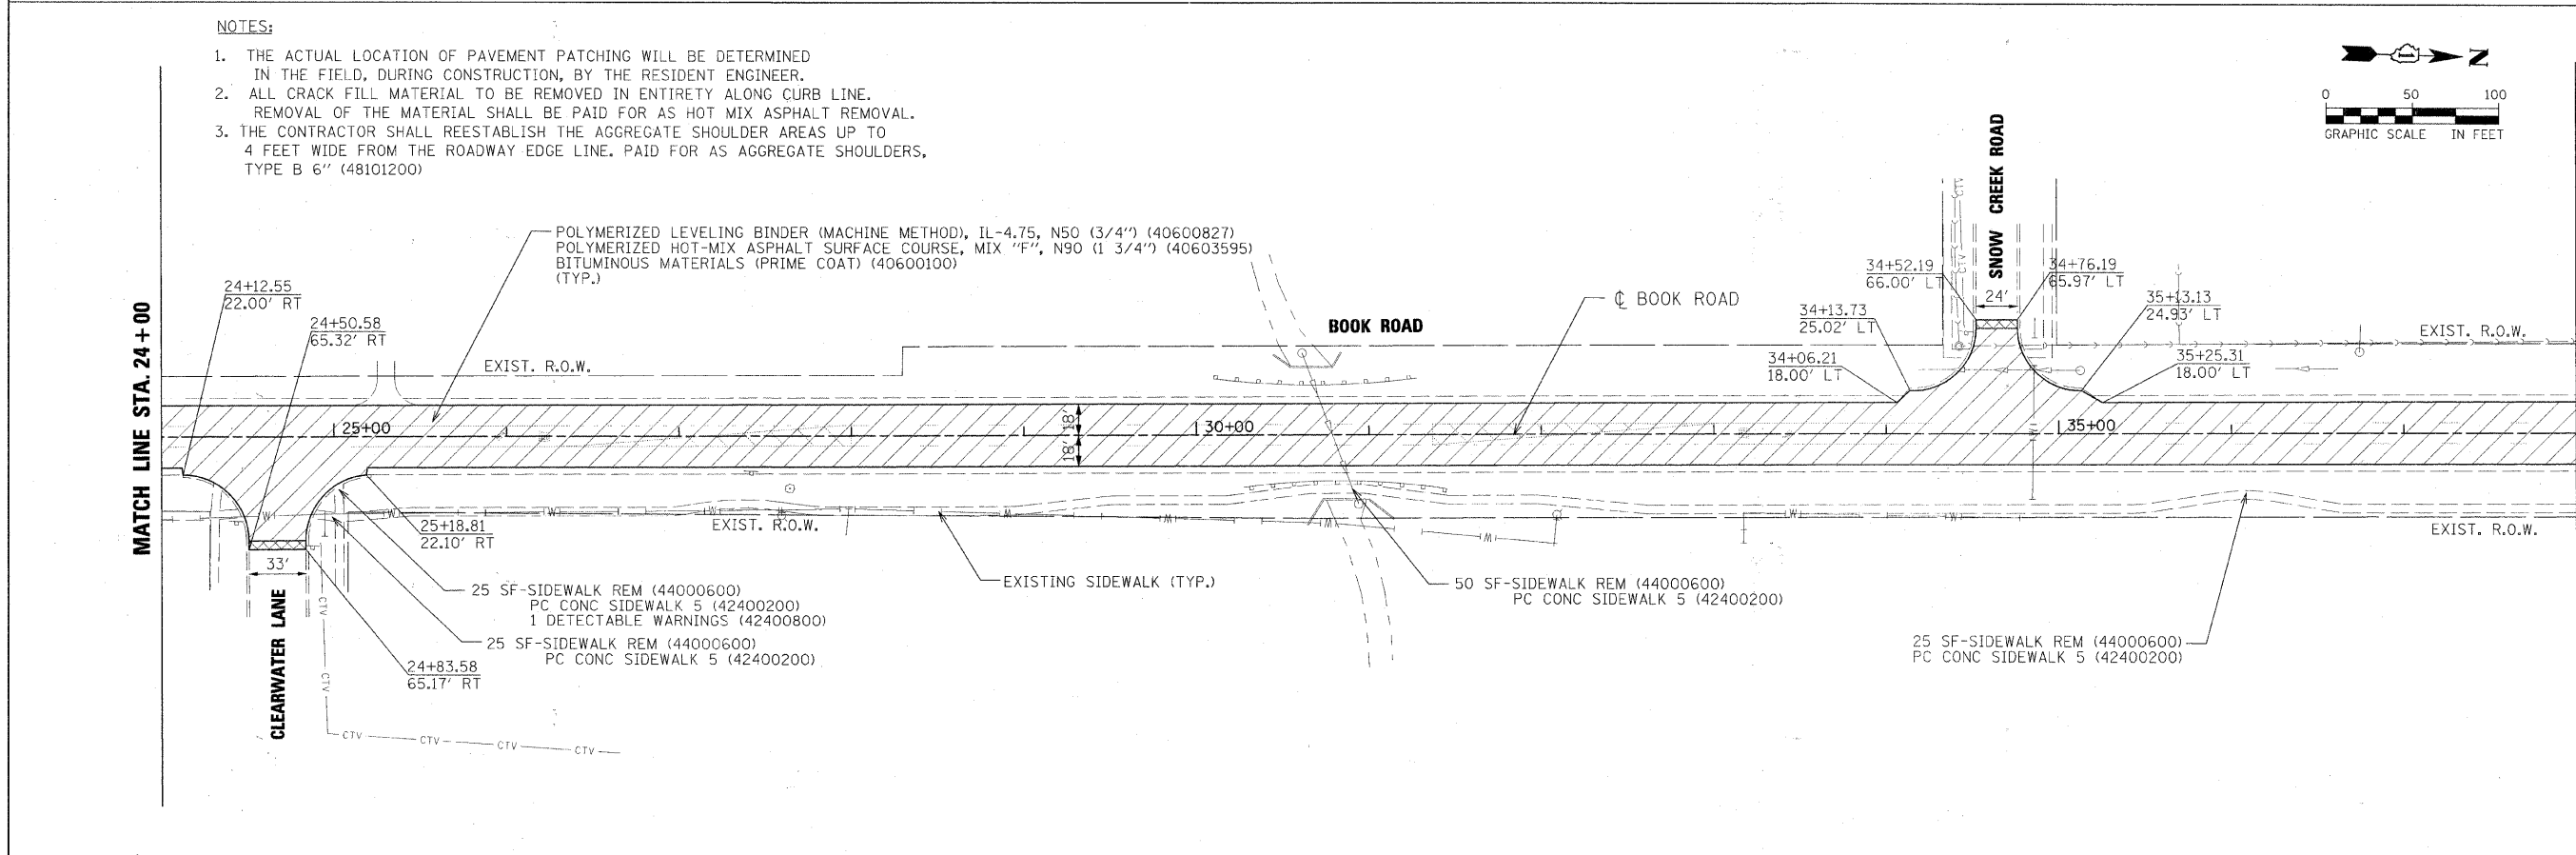 NOTES:
1. THE ACTUAL LOCATION OF PAVEMENT PATCHING WILL BE DETERMINED
IN THE FIELD, DURING CONSTRUCTION, BY THE RESIDENT ENGINEER.
2. ALL CRACK FILL MATERIAL TO BE REMOVED IN ENTIRETY ALONG CURB LINE.
REMOVAL OF THE MATERIAL SHALL BE PAID FOR AS HOT MIX ASPHALT REMOVAL.
3. THE CONTRACTOR SHALL REESTABLISH THE AGGREGATE SHOULDER AREAS UP TO
4 FEET WIDE FROM THE ROADWAY EDGE LINE. PAID FOR AS AGGREGATE SHOULDERS,
TYPE B 6" (48101200)
N
0 50 100
GRAPHIC SCALE IN FEET
POLYMERIZED LEVELING BINDER (MACHINE METHOD), IL-4.75, N50 (3/4") (40600827)
POLYMERIZED HOT-MIX ASPHALT SURFACE COURSE, MIX "F", N90 (1 3/4") (40603595)
BITUMINOUS MATERIALS (PRIME COAT) (40600100)
(TYP.)
MATCH LINE STA. 24+00
24+12.55
22.00' RT
24+50.58
65.32' RT
EXIST. R.O.W.
BOOK ROAD
℄ BOOK ROAD
SNOW CREEK ROAD
CTV
CTV
34+52.19
66.00' LT
34+76.19
65.97' LT
24'
34+13.73
25.02' LT
35+13.13
24.93' LT
34+06.21
18.00' LT
35+25.31
18.00' LT
EXIST. R.O.W.
25+00
18'
18'
30+00
35+00
W
W
W
W
W
W
W
W
W
W
W
EXIST. R.O.W.
EXIST. R.O.W.
25+18.81
22.10' RT
33'
CLEARWATER LANE
25 SF-SIDEWALK REM (44000600)
PC CONC SIDEWALK 5 (42400200)
1 DETECTABLE WARNINGS (42400800)
25 SF-SIDEWALK REM (44000600)
PC CONC SIDEWALK 5 (42400200)
24+83.58
65.17' RT
EXISTING SIDEWALK (TYP.)
50 SF-SIDEWALK REM (44000600)
PC CONC SIDEWALK 5 (42400200)
25 SF-SIDEWALK REM (44000600)
PC CONC SIDEWALK 5 (42400200)
CTV
CTV
CTV
CTV
CTV
CTV